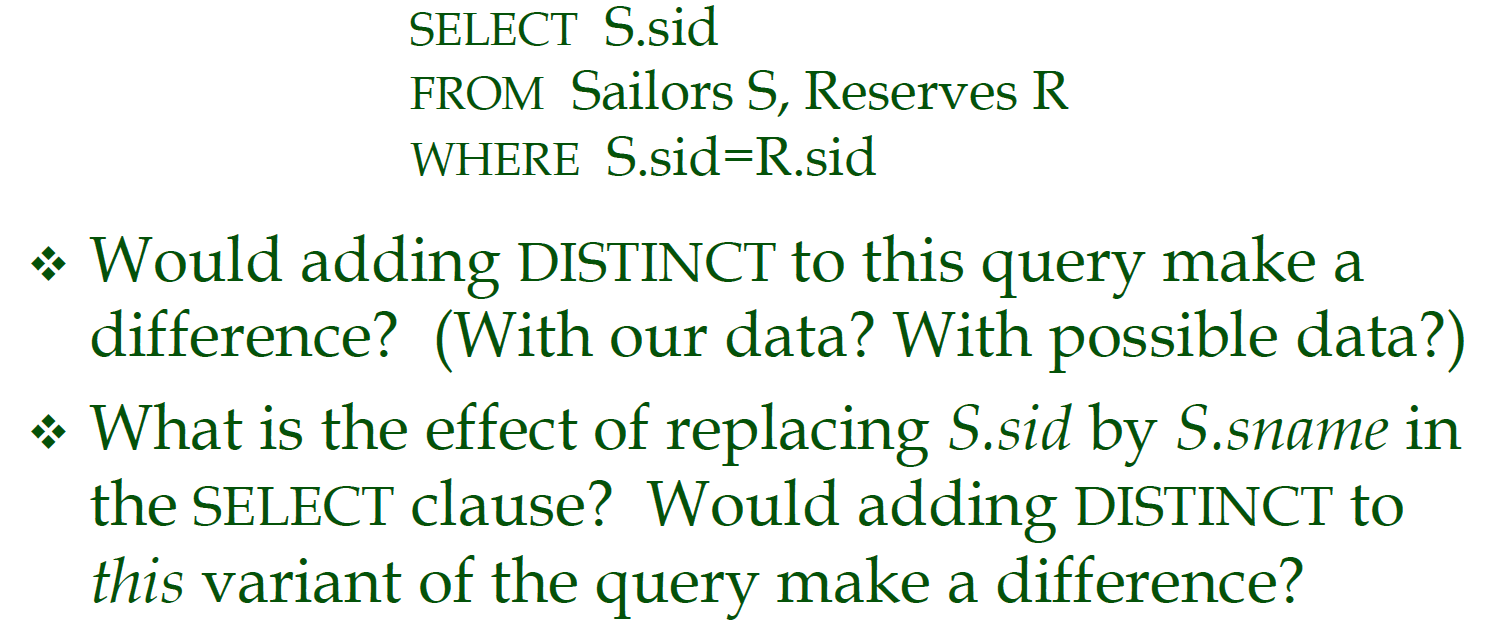 SELECT S.sid
FROM Sailors S, Reserves R
WHERE S.sid=R.sid
❖ Would adding DISTINCT to this query make a
difference? (With our data? With possible data?)
❖ What is the effect of replacing S.sid by S.sname in
the SELECT clause? Would adding DISTINCT to
this variant of the query make a difference?